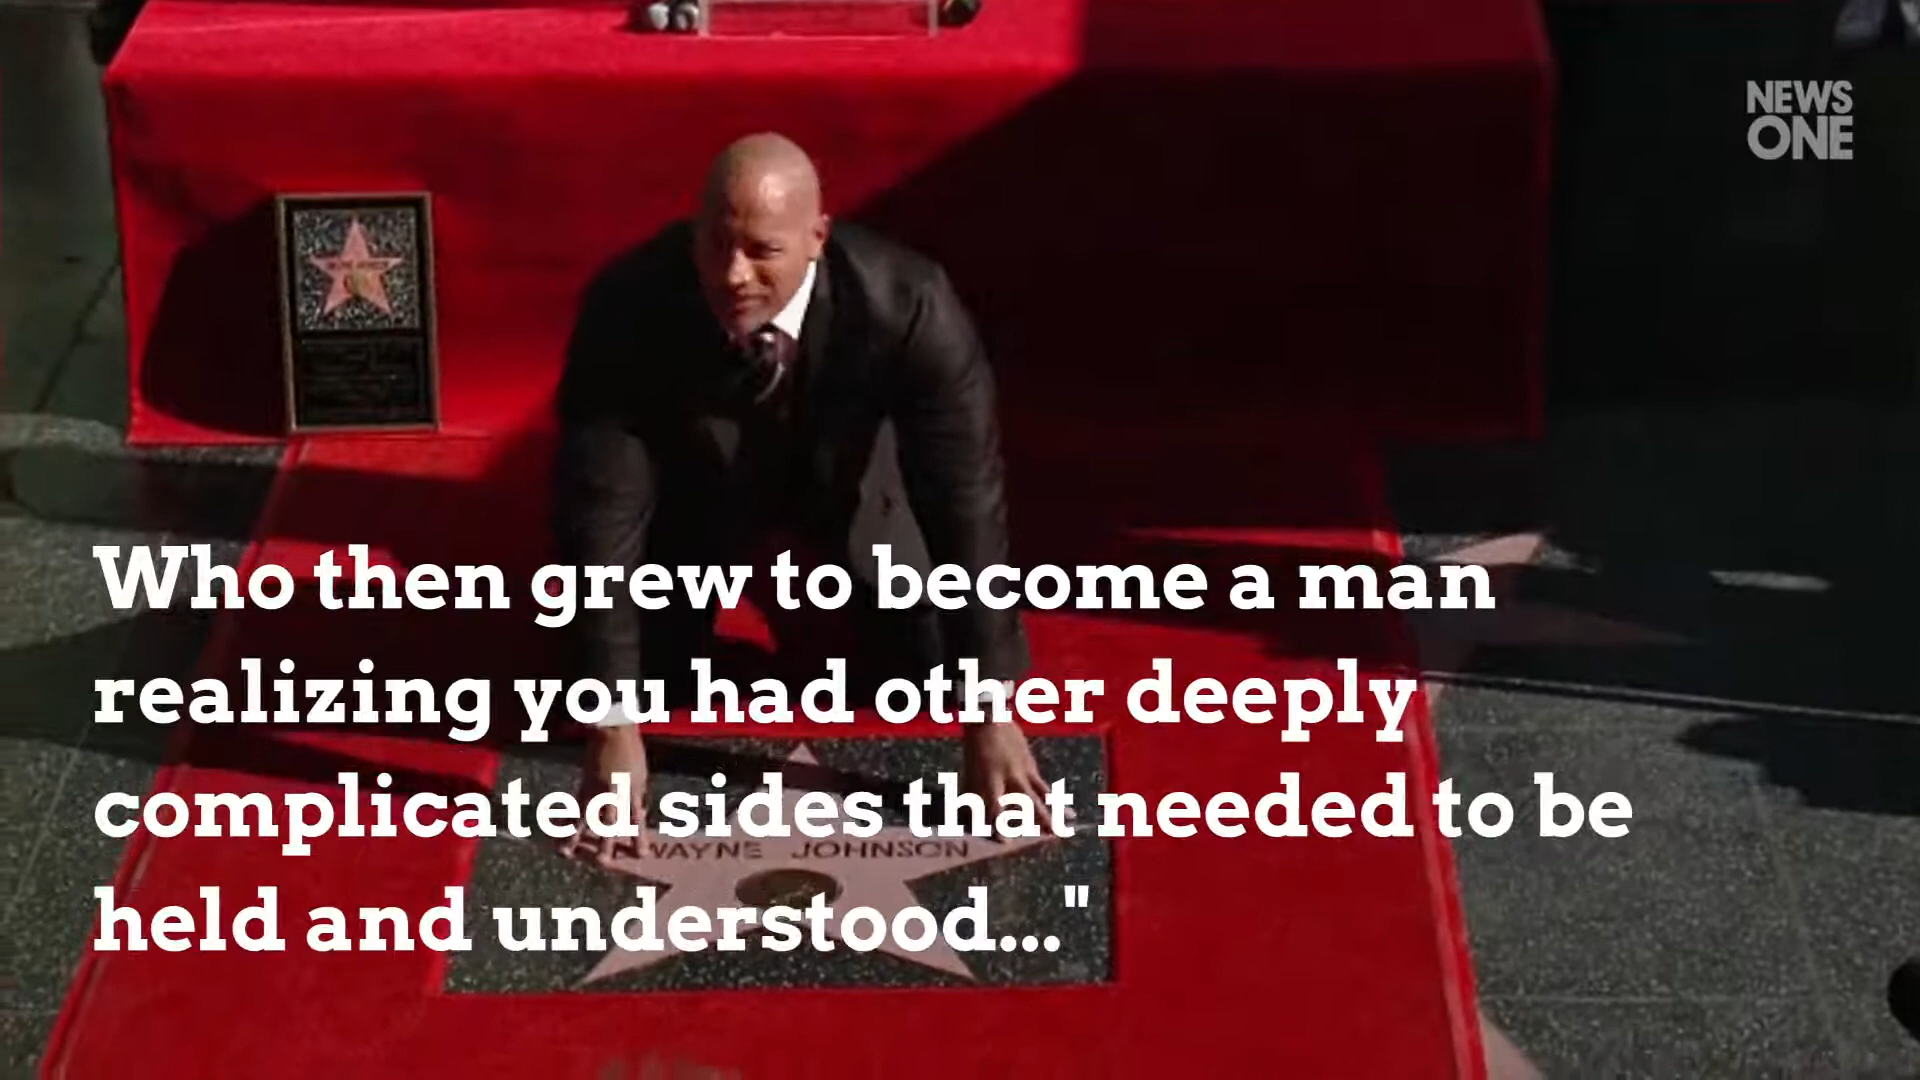 NEWS
ONE
Who then grew to become a man
realizing you had other deeply
complicated sides that needed to be
DWAYNE JOHNSON
held and understood..."